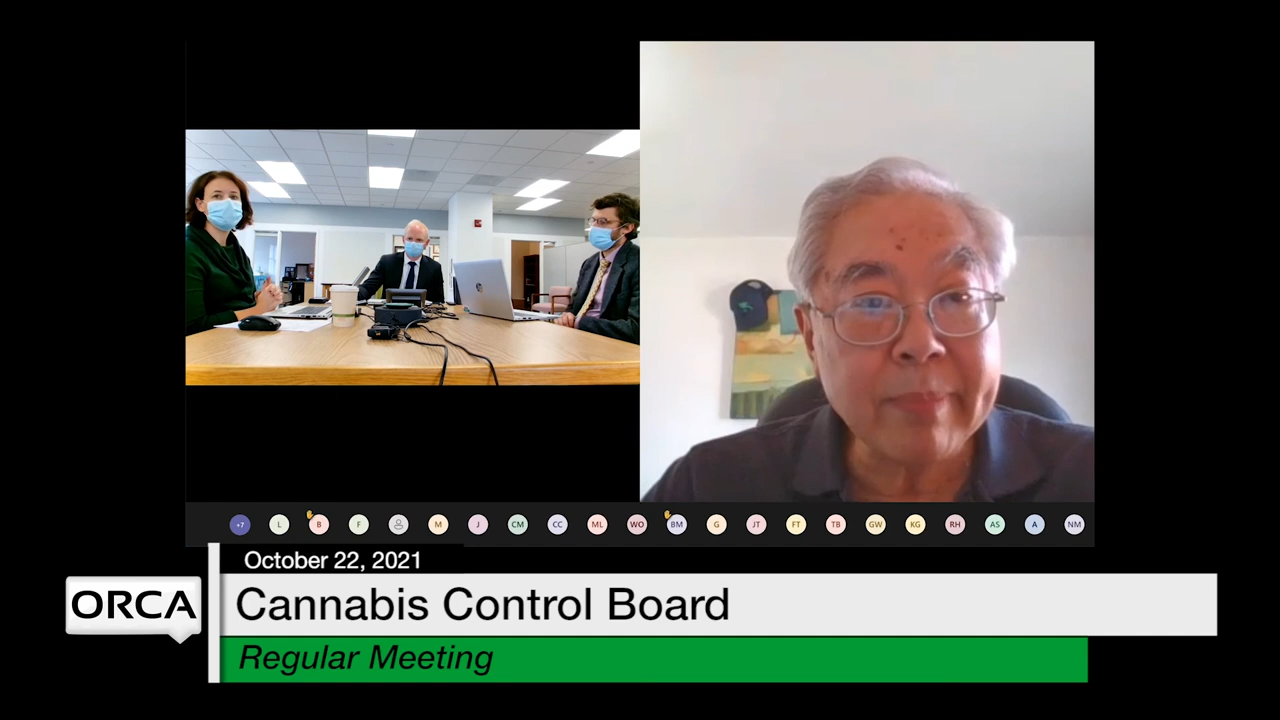 +7 L B F M J CM CC ML WO BM G JT FT TB GW KG RH AS A NM
October 22, 2021
ORCA
Cannabis Control Board
Regular Meeting